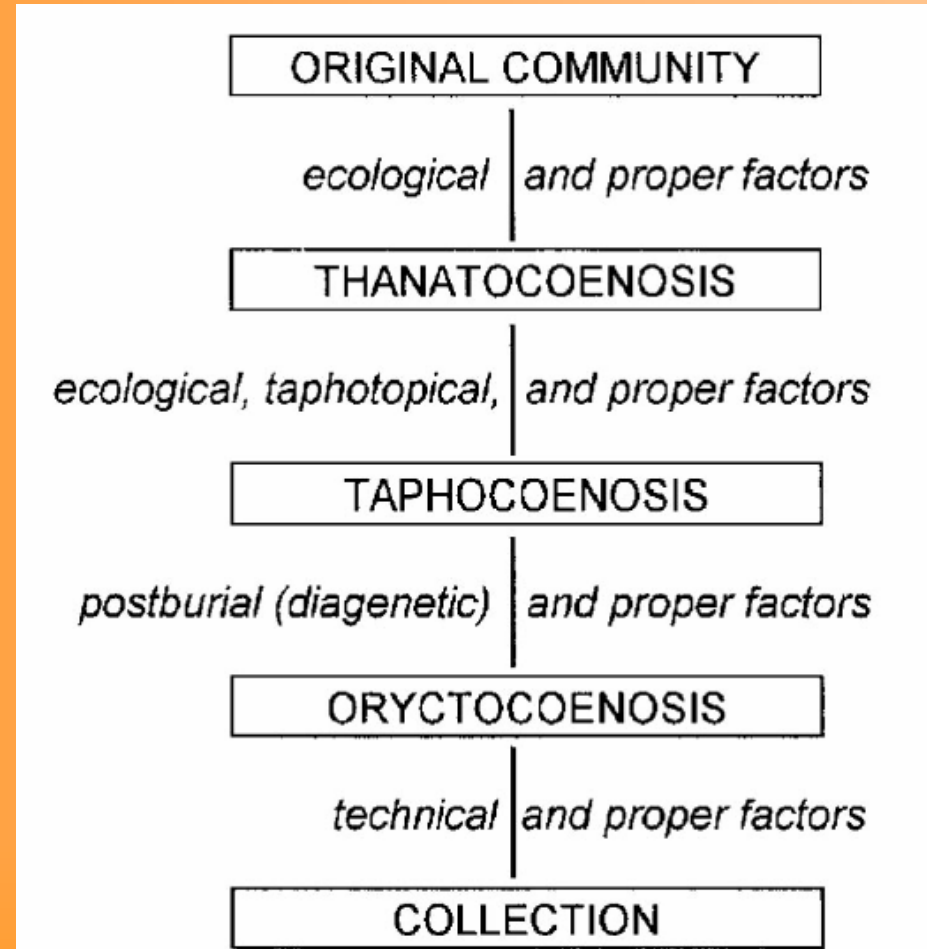 ORIGINAL COMMUNITY
ecological and proper factors
THANATOCOENOSIS
ecological, taphotopical, and proper factors
TAPHOCOENOSIS
postburial (diagenetic) and proper factors
ORYCTOCOENOSIS
technical and proper factors
COLLECTION